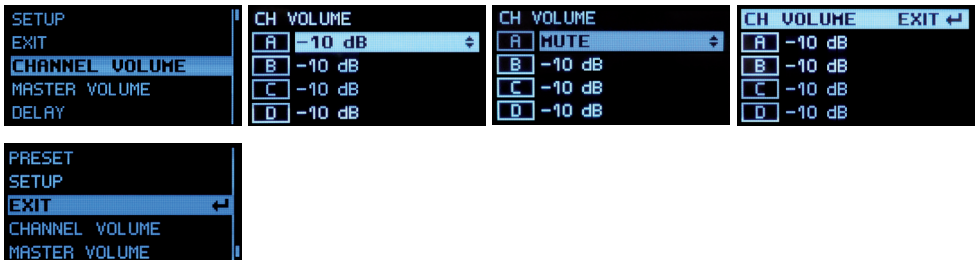 SETUP
EXIT
CHANNEL VOLUME
MASTER VOLUME
DELAY
CH VOLUME
A -10 dB
B -10 dB
C -10 dB
D -10 dB
CH VOLUME
A MUTE
B -10 dB
C -10 dB
D -10 dB
CH VOLUME EXIT
A -10 dB
B -10 dB
C -10 dB
D -10 dB
PRESET
SETUP
EXIT
CHANNEL VOLUME
MASTER VOLUME